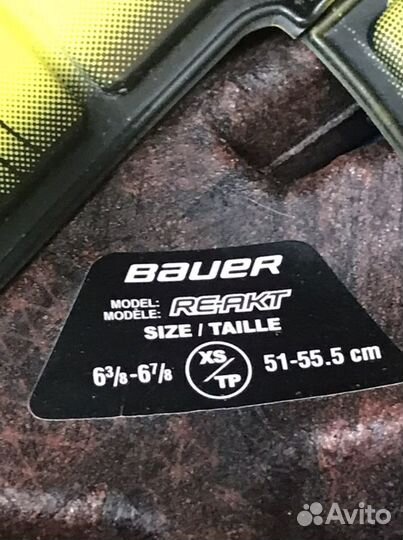 BAUER
MODEL:
MODÈLE: RE-AKT
SIZE / TAILLE
6 3/8 - 6 7/8 XS/TP 51-55.5 cm
Avito